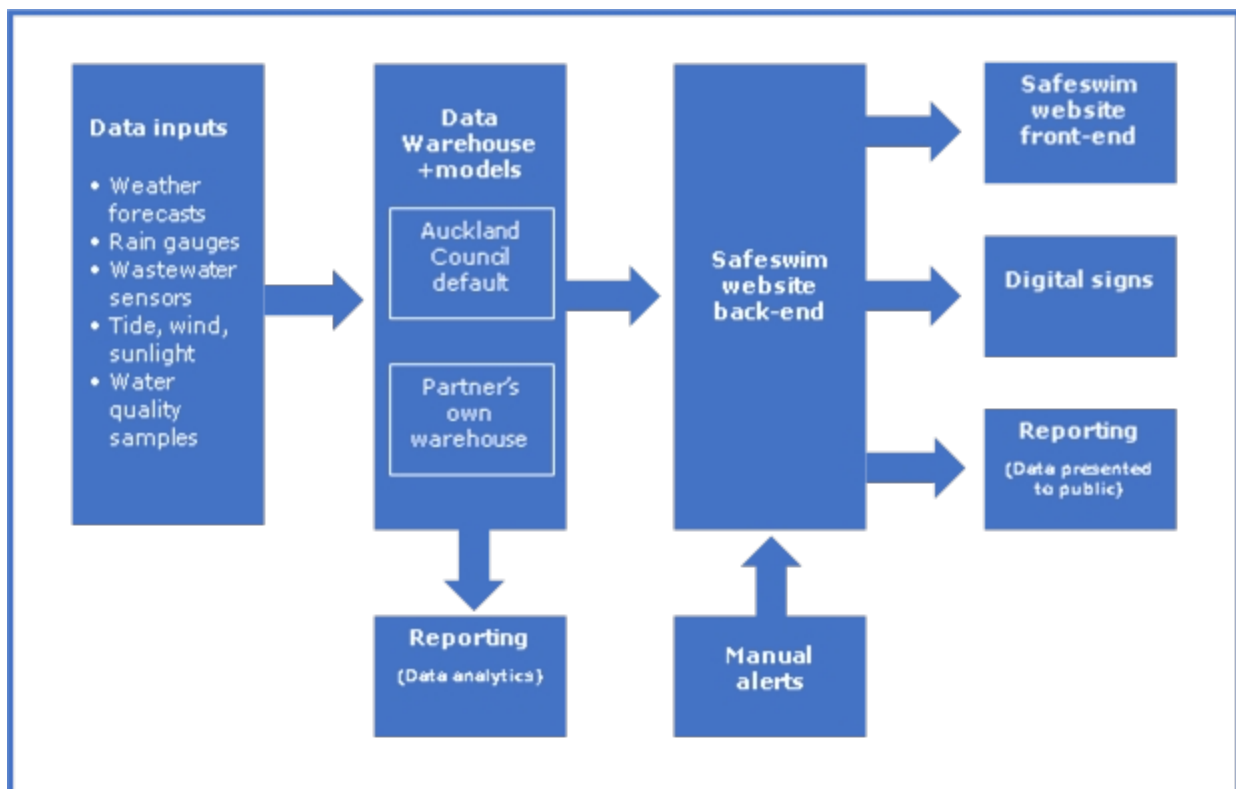 Data inputs
• Weather
forecasts
• Rain gauges
• Wastewater
sensors
• Tide, wind,
sunlight
• Water
quality
samples
Data
Warehouse
+models
Auckland
Council
default
Partner's
own
warehouse
Reporting
(Data analytics)
Safeswim
website
back-end
Manual
alerts
Safeswim
website
front-end
Digital signs
Reporting
(Data presented
to public)